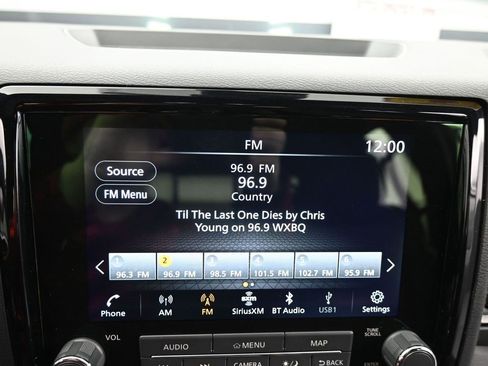 FM
12:00
Source
96.9 FM
96.9
FM Menu
Country
Til The Last One Dies by Chris
Young on 96.9 WXBQ
2
96.3 FM 96.9 FM 98.5 FM 101.5 FM 102.7 FM 95.9 FM
Phone AM FM SiriusXM BT Audio USB1 Settings
VOL AUDIO MENU MAP TUNE
SCROLL
CAMERA BACK ENTER